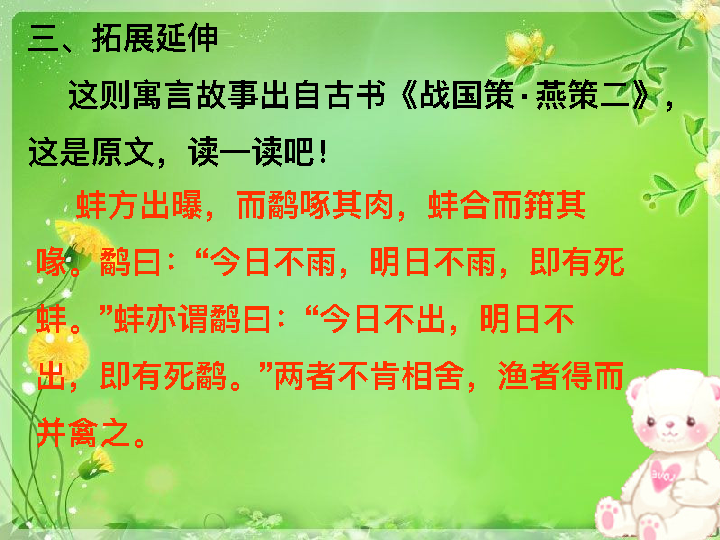 三、拓展延伸
这则寓言故事出自古书《战国策·燕策二》，
这是原文，读一读吧！
蚌方出曝，而鹬啄其肉，蚌合而箝其
喙。鹬曰：“今日不雨，明日不雨，即有死
蚌。”蚌亦谓鹬曰：“今日不出，明日不
出，即有死鹬。”两者不肯相舍，渔者得而
并禽之。
LOVE